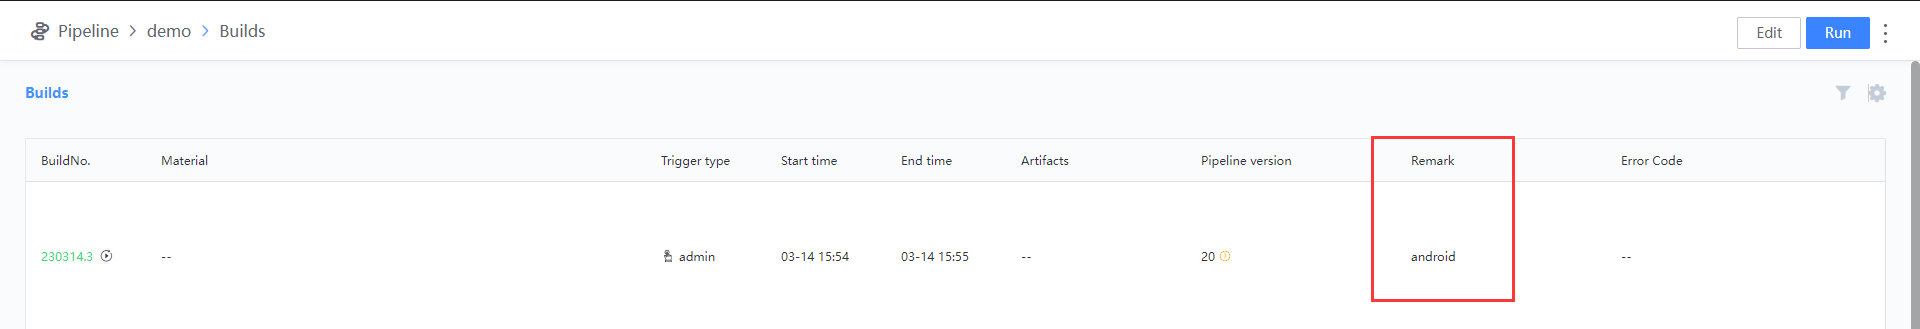 Pipeline > demo > Builds
Edit
Run
Builds
BuildNo. Material Trigger type Start time End time Artifacts Pipeline version Remark Error Code
230314.3 -- admin 03-14 15:54 03-14 15:55 -- 20 android --